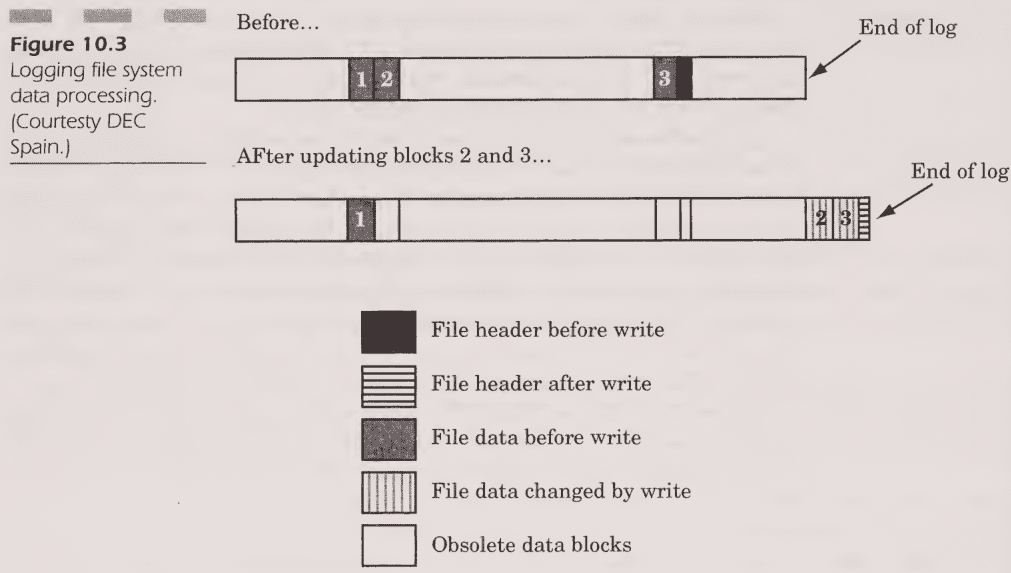 Figure 10.3
Logging file system
data processing.
(Courtesty DEC
Spain.)
Before...
End of log
1 2 3
AFter updating blocks 2 and 3...
End of log
1 2 3
File header before write
File header after write
File data before write
File data changed by write
Obsolete data blocks